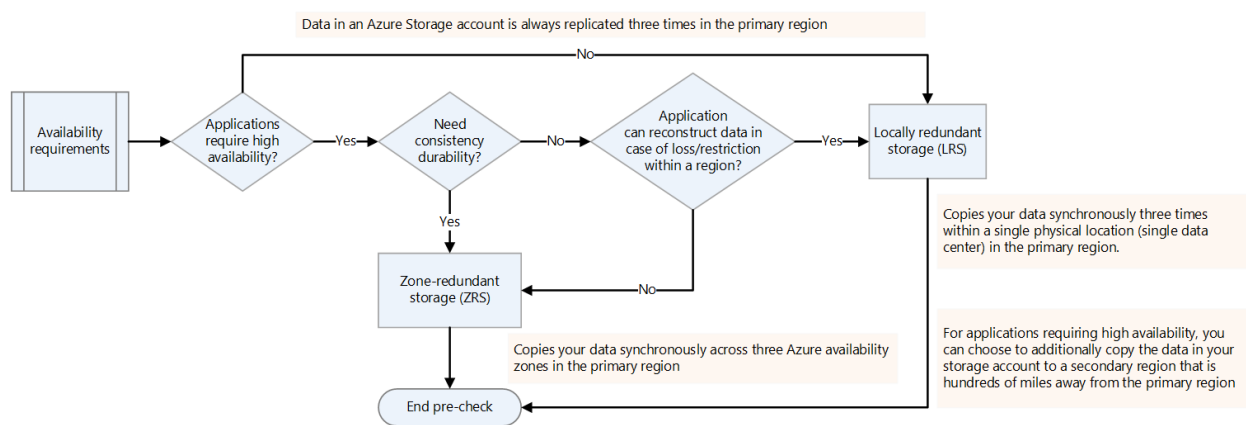 Data in an Azure Storage account is always replicated three times in the primary region
No
Availability
requirements
Applications
require high
availability?
Yes
Need
consistency
durability?
No
Application
can reconstruct data in
case of loss/restriction
within a region?
Yes
Locally redundant
storage (LRS)
Yes
Copies your data synchronously three times
within a single physical location (single data
center) in the primary region.
Zone-redundant
storage (ZRS)
No
Copies your data synchronously across three Azure availability
zones in the primary region
For applications requiring high availability, you
can choose to additionally copy the data in your
storage account to a secondary region that is
hundreds of miles away from the primary region
End pre-check